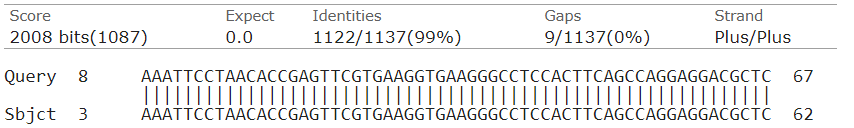 Score Expect Identities Gaps Strand
2008 bits(1087) 0.0 1122/1137(99%) 9/1137(0%) Plus/Plus
Query 8 AAATTCCTAACACCGAGTTCGTGAAGGTGAAGGGCCTCCACTTCAGCCAGGAGGACGCTC 67
||||||||||||||||||||||||||||||||||||||||||||||||||||||||||||
Sbjct 3 AAATTCCTAACACCGAGTTCGTGAAGGTGAAGGGCCTCCACTTCAGCCAGGAGGACGCTC 62